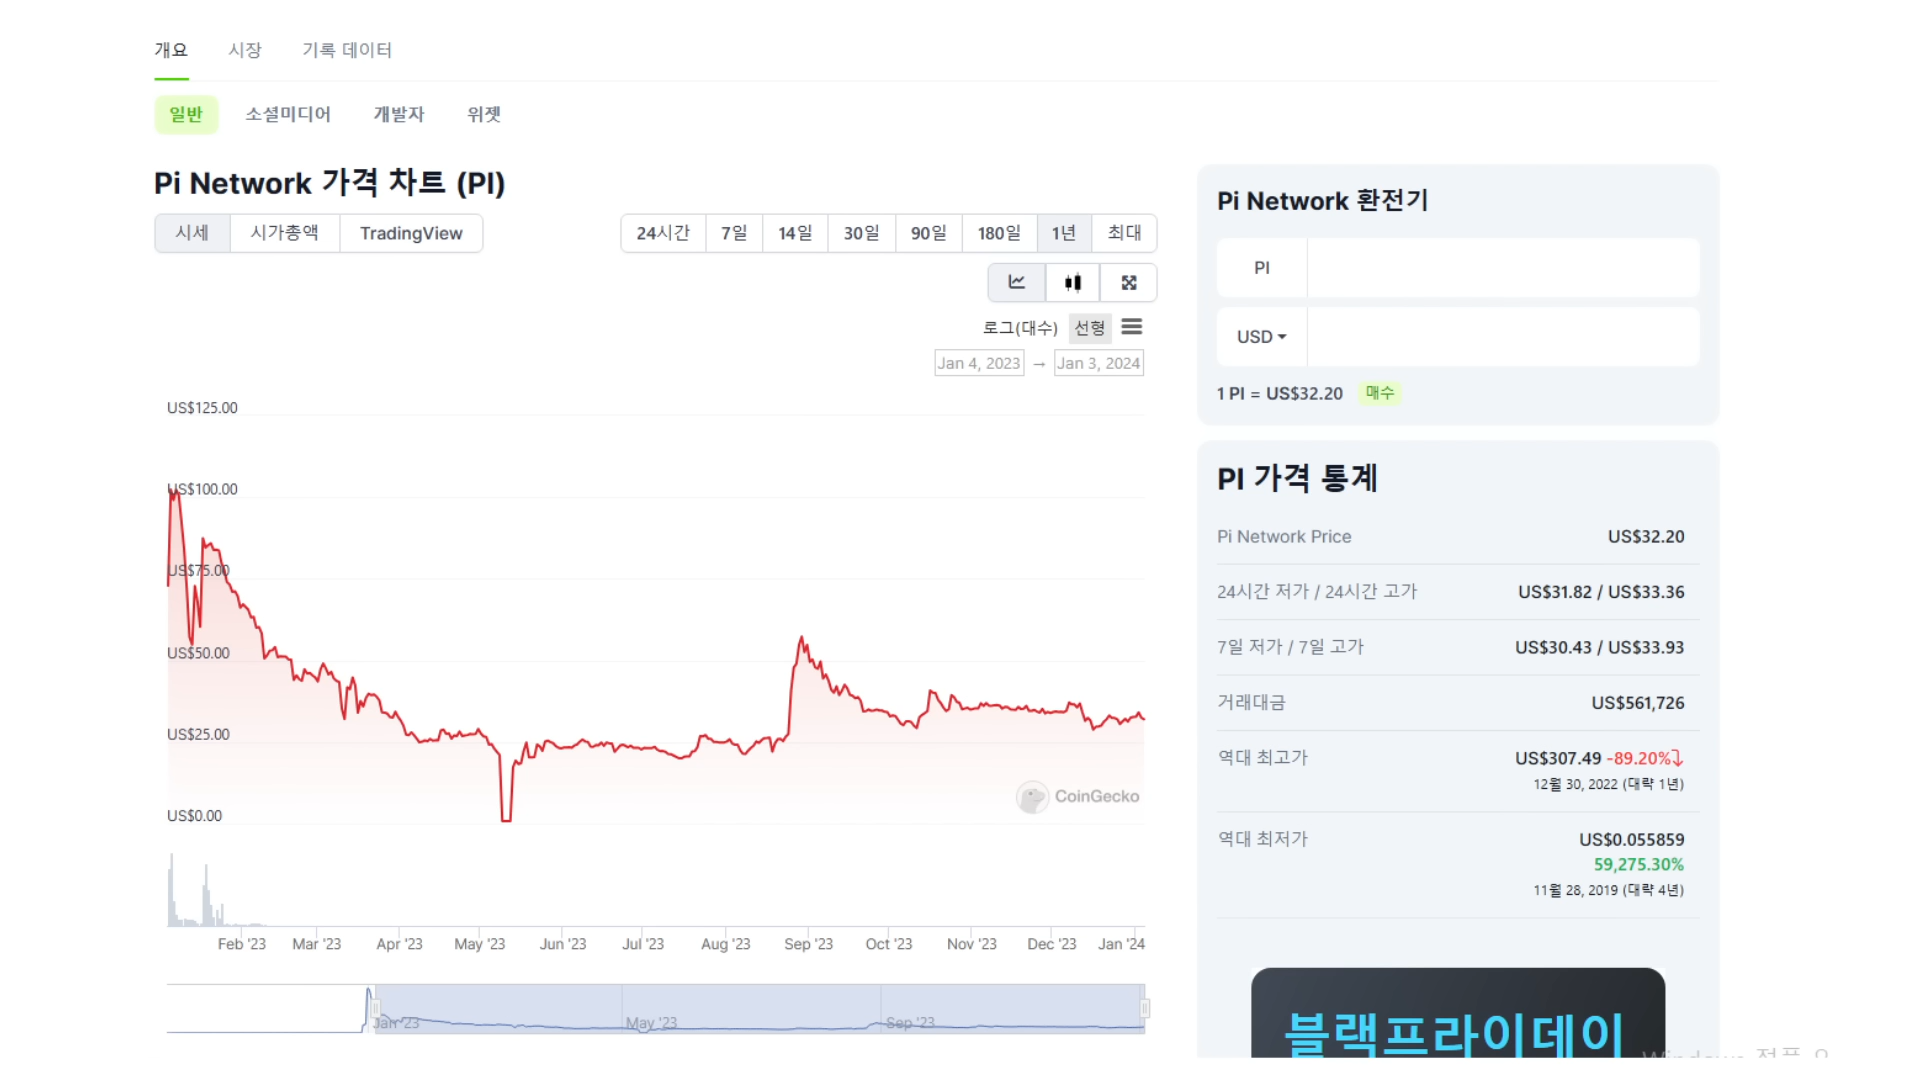 개요 시장 기록 데이터
일반 소셜미디어 개발자 위젯
Pi Network 가격 차트 (PI)
시세 시가총액 TradingView
24시간 7일 14일 30일 90일 180일 1년 최대
로그(대수) 선형
Jan 4, 2023 → Jan 3, 2024
US$125.00
US$100.00
US$75.00
US$50.00
US$25.00
US$0.00
CoinGecko
Feb '23 Mar '23 Apr '23 May '23 Jun '23 Jul '23 Aug '23 Sep '23 Oct '23 Nov '23 Dec '23 Jan '24
Jan '23 May '23 Sep '23
Pi Network 환전기
PI
USD
1 PI = US$32.20 매수
PI 가격 통계
Pi Network Price US$32.20
24시간 저가 / 24시간 고가 US$31.82 / US$33.36
7일 저가 / 7일 고가 US$30.43 / US$33.93
거래대금 US$561,726
역대 최고가 US$307.49 -89.20%
12월 30, 2022 (대략 1년)
역대 최저가 US$0.055859
59,275.30%
11월 28, 2019 (대략 4년)
블랙프라이데이